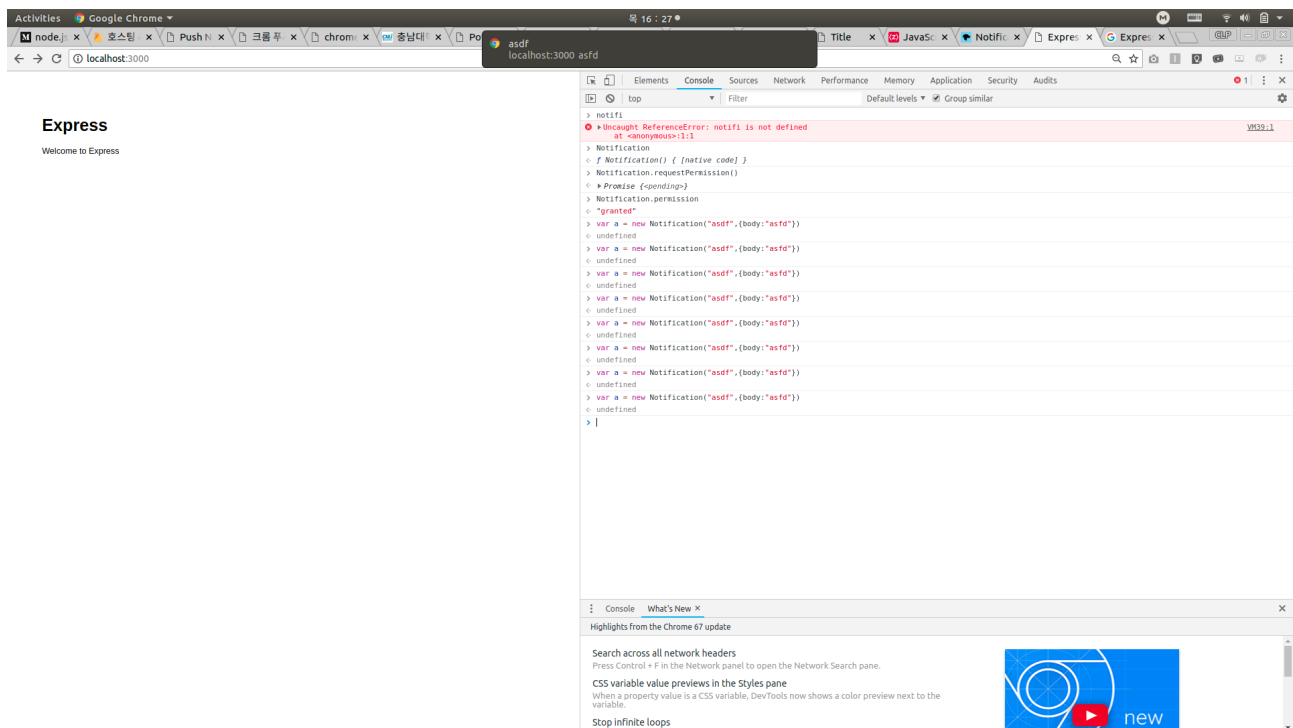 Activities Google Chrome ▾ 목 16 : 27
node.j 호스팅 Push N 크롬 푸 chrom 충남대 Po Title JavaSc Notific Expres Expres
asdf
localhost:3000 asfd
localhost:3000
Elements Console Sources Network Performance Memory Application Security Audits 1
top Filter Default levels ▼ Group similar
Express
Welcome to Express
> notifi
Uncaught ReferenceError: notifi is not defined VM39:1
at <anonymous>:1:1
> Notification
< ƒ Notification() { [native code] }
> Notification.requestPermission()
< ▶ Promise {<pending>}
> Notification.permission
< "granted"
> var a = new Notification("asdf",{body:"asfd"})
< undefined
> var a = new Notification("asdf",{body:"asfd"})
< undefined
> var a = new Notification("asdf",{body:"asfd"})
< undefined
> var a = new Notification("asdf",{body:"asfd"})
< undefined
> var a = new Notification("asdf",{body:"asfd"})
< undefined
> var a = new Notification("asdf",{body:"asfd"})
< undefined
> var a = new Notification("asdf",{body:"asfd"})
< undefined
> var a = new Notification("asdf",{body:"asfd"})
< undefined
>
Console What's New ×
Highlights from the Chrome 67 update
Search across all network headers
Press Control + F in the Network panel to open the Network Search pane.
CSS variable value previews in the Styles pane
When a property value is a CSS variable, DevTools now shows a color preview next to the
variable.
Stop infinite loops
new